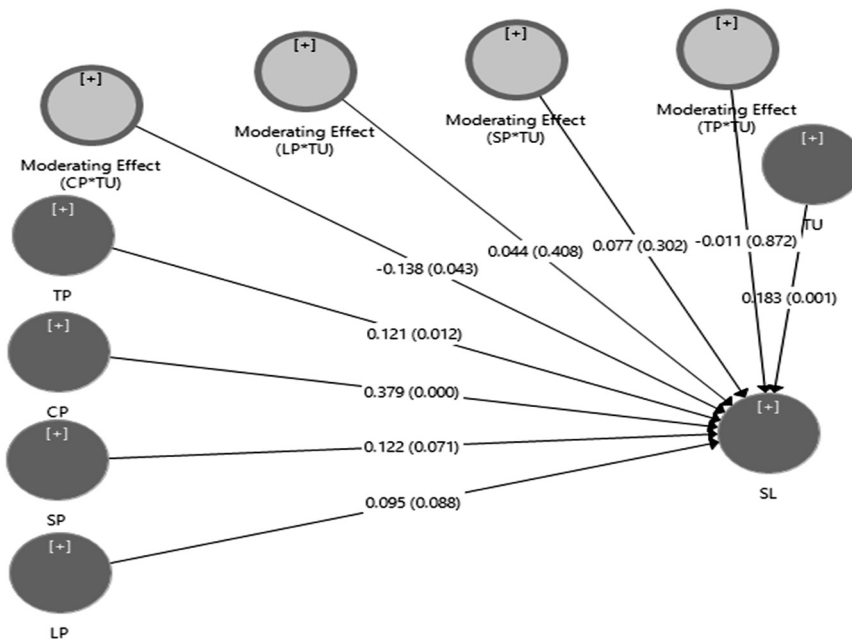 [+]
Moderating Effect
(CP*TU)
[+]
Moderating Effect
(LP*TU)
[+]
Moderating Effect
(SP*TU)
[+]
Moderating Effect
(TP*TU)
[+]
TU
[+]
TP
[+]
CP
[+]
SP
[+]
LP
-0.138 (0.043)
0.044 (0.408)
0.077 (0.302)
-0.011 (0.872)
0.183 (0.001)
0.121 (0.012)
0.379 (0.000)
0.122 (0.071)
0.095 (0.088)
[+]
SL